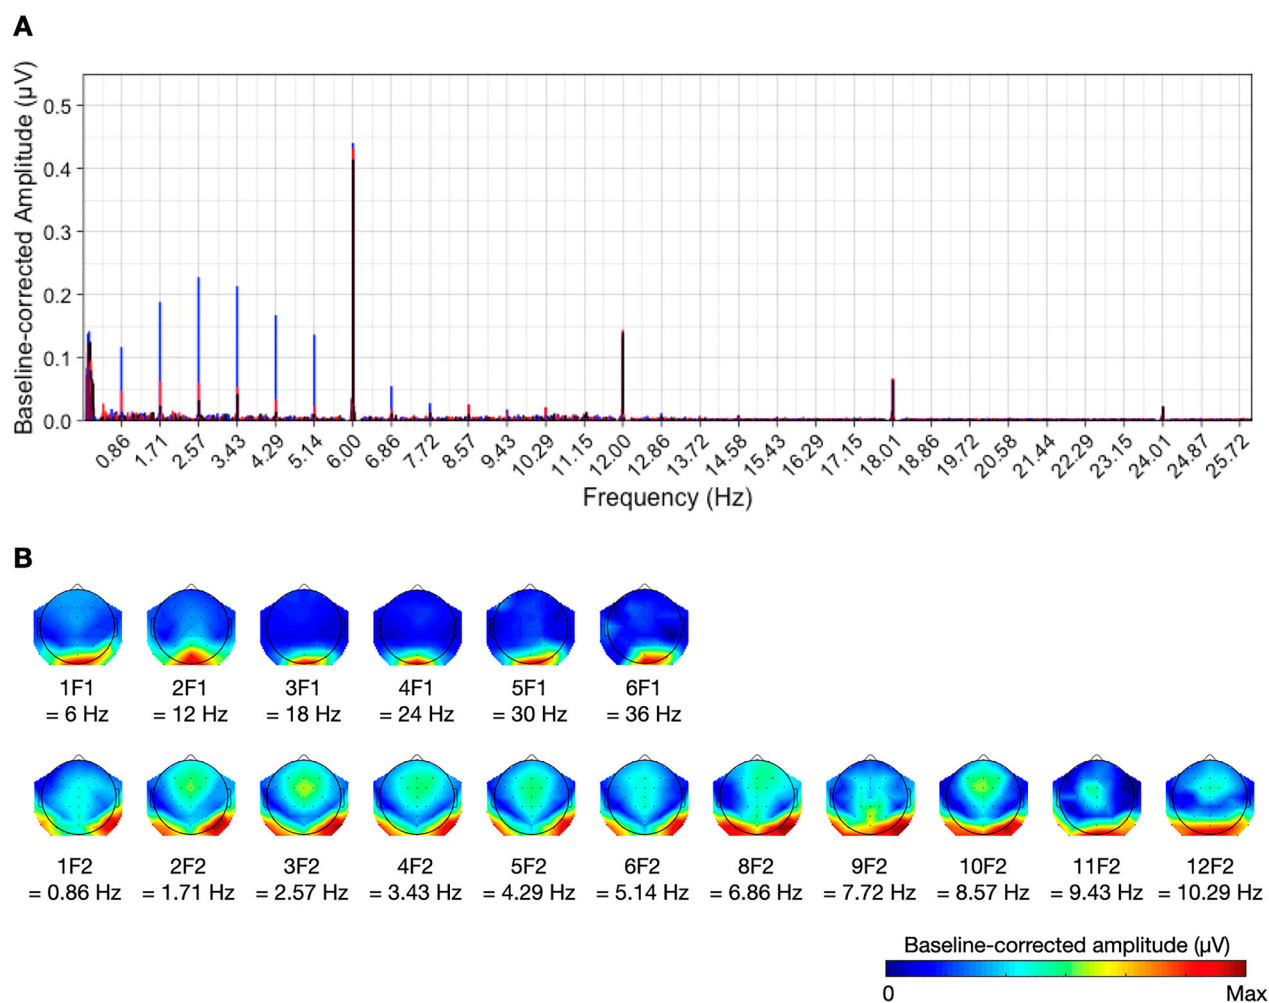 A
Baseline-corrected Amplitude (µV)
0.5
0.4
0.3
0.2
0.1
0.0
0.86 1.71 2.57 3.43 4.29 5.14 6.00 6.86 7.72 8.57 9.43 10.29 11.15 12.00 12.86 13.72 14.58 15.43 16.29 17.15 18.01 18.86 19.72 20.58 21.44 22.29 23.15 24.01 24.87 25.72
Frequency (Hz)
B
1F1 2F1 3F1 4F1 5F1 6F1
= 6 Hz = 12 Hz = 18 Hz = 24 Hz = 30 Hz = 36 Hz
1F2 2F2 3F2 4F2 5F2 6F2 8F2 9F2 10F2 11F2 12F2
= 0.86 Hz = 1.71 Hz = 2.57 Hz = 3.43 Hz = 4.29 Hz = 5.14 Hz = 6.86 Hz = 7.72 Hz = 8.57 Hz = 9.43 Hz = 10.29 Hz
Baseline-corrected amplitude (µV)
0 Max